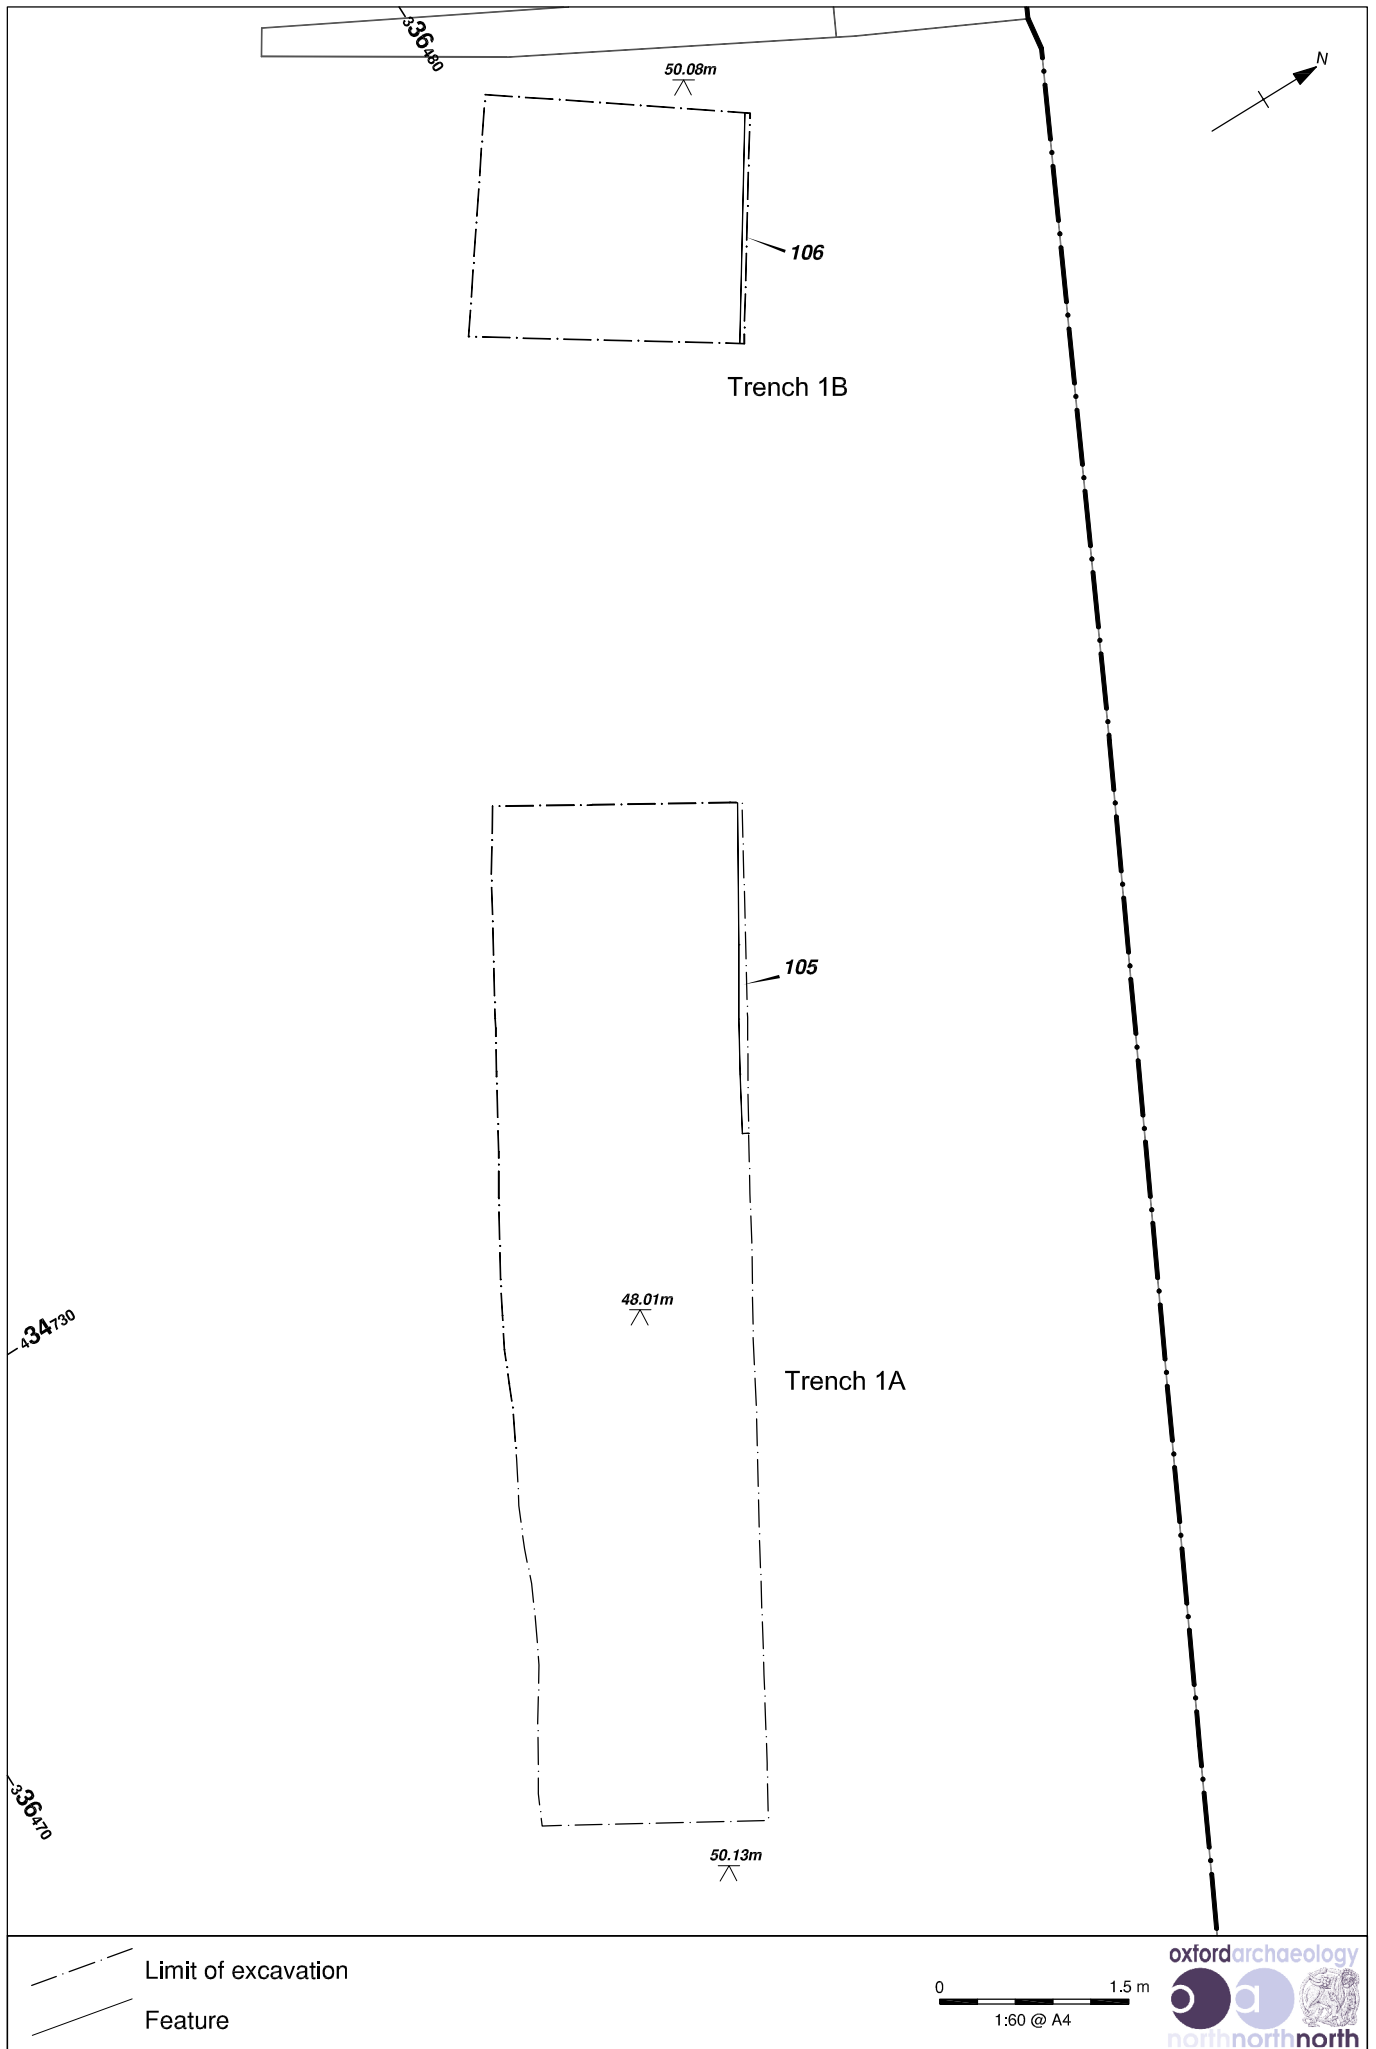 336480
50.08m
N
106
Trench 1B
105
48.01m
434730
Trench 1A
336470
50.13m
Limit of excavation
Feature
0 1.5 m
1:60 @ A4
oxfordarchaeology
oa
northnorthnorth